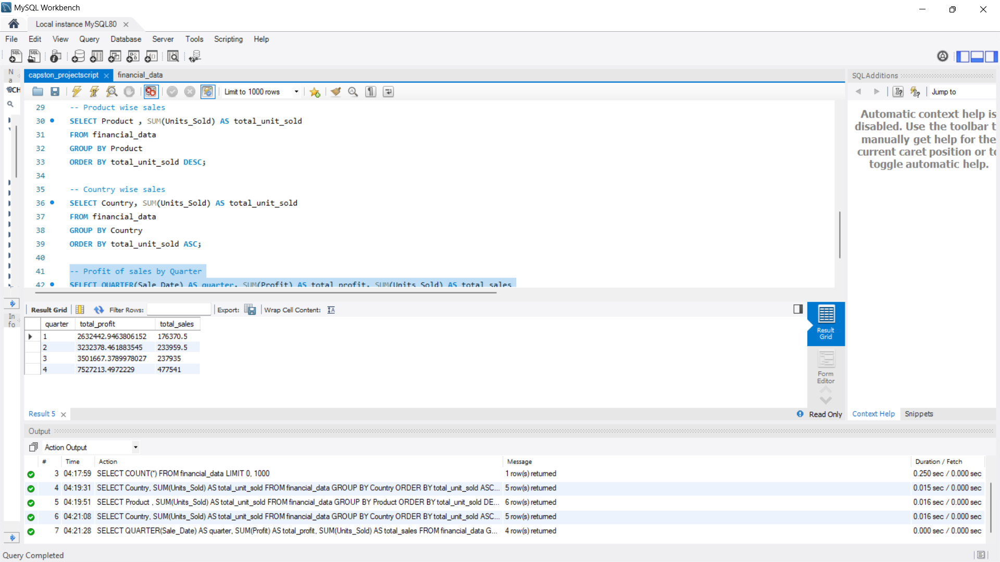 MySQL Workbench
Local instance MySQL80
File Edit View Query Database Server Tools Scripting Help
capston_projectscript financial_data
Limit to 1000 rows
29 -- Product wise sales
30 SELECT Product , SUM(Units_Sold) AS total_unit_sold
31 FROM financial_data
32 GROUP BY Product
33 ORDER BY total_unit_sold DESC;
34
35 -- Country wise sales
36 SELECT Country, SUM(Units_Sold) AS total_unit_sold
37 FROM financial_data
38 GROUP BY Country
39 ORDER BY total_unit_sold ASC;
40
41 -- Profit of sales by Quarter
42 SELECT QUARTER(Sale_Date) AS quarter, SUM(Profit) AS total_profit, SUM(Units_Sold) AS total_sales
N
a
SCH
In
fo
SQLAdditions
Jump to
Automatic context help is
disabled. Use the toolbar t
manually get help for the
current caret position or to
toggle automatic help.
Result Grid Filter Rows: Export: Wrap Cell Content:
quarter total_profit total_sales
1 2632442.9463806152 176370.5
2 3232378.461883545 233959.5
3 3501667.3789978027 237935
4 7527213.4972229 477541
Result
Grid
Form
Editor
Result 5
Read Only
Context Help Snippets
Output
Action Output
# Time Action Message Duration / Fetch
3 04:17:59 SELECT COUNT(*) FROM financial_data LIMIT 0, 1000 1 row(s) returned 0.250 sec / 0.000 sec
4 04:19:31 SELECT Country, SUM(Units_Sold) AS total_unit_sold FROM financial_data GROUP BY Country ORDER BY total_unit_sold ASC... 5 row(s) returned 0.015 sec / 0.000 sec
5 04:19:51 SELECT Product , SUM(Units_Sold) AS total_unit_sold FROM financial_data GROUP BY Product ORDER BY total_unit_sold DE... 6 row(s) returned 0.016 sec / 0.000 sec
6 04:21:08 SELECT Country, SUM(Units_Sold) AS total_unit_sold FROM financial_data GROUP BY Country ORDER BY total_unit_sold ASC... 5 row(s) returned 0.016 sec / 0.000 sec
7 04:21:28 SELECT QUARTER(Sale_Date) AS quarter, SUM(Profit) AS total_profit, SUM(Units_Sold) AS total_sales FROM financial_data G... 4 row(s) returned 0.000 sec / 0.000 sec
Query Completed